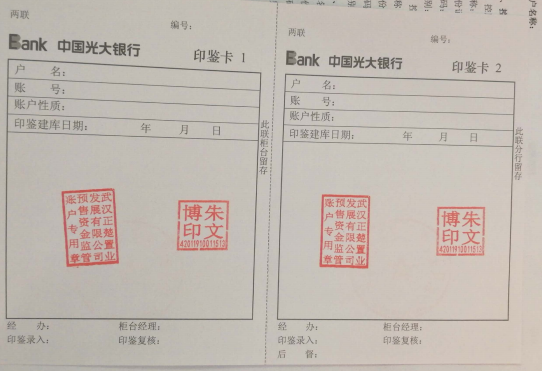 两联
编号：
Bank 中国光大银行
印鉴卡 1
户 名：
账 号：
账户性质：
印鉴建库日期： 年 月 日
此联柜台留存
武汉正楚置业
发展有限公司
预售资金监管
账户专用章
朱文
博印
经 办： 柜台经理：
印鉴录入： 印鉴复核：
两联
编号：
Bank 中国光大银行
印鉴卡 2
户 名：
账 号：
账户性质：
印鉴建库日期： 年 月 日
此联分行留存
武汉正楚置业
发展有限公司
预售资金监管
账户专用章
朱文
博印
经 办： 柜台经理：
印鉴录入： 印鉴复核：
后 督：
户名称：